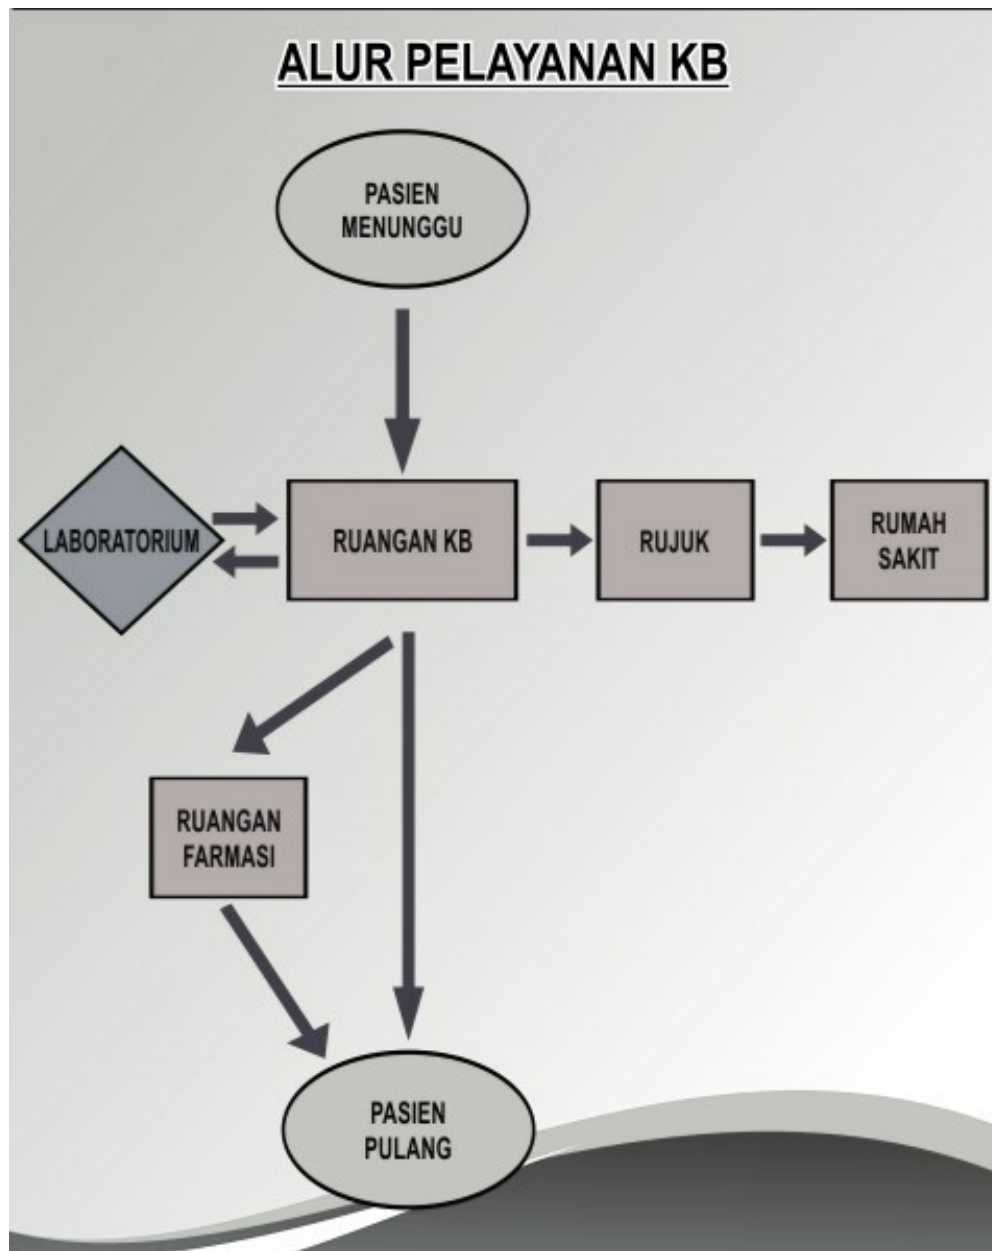 ALUR PELAYANAN KB
PASIEN
MENUNGGU
LABORATORIUM
RUANGAN KB
RUJUK
RUMAH
SAKIT
RUANGAN
FARMASI
PASIEN
PULANG